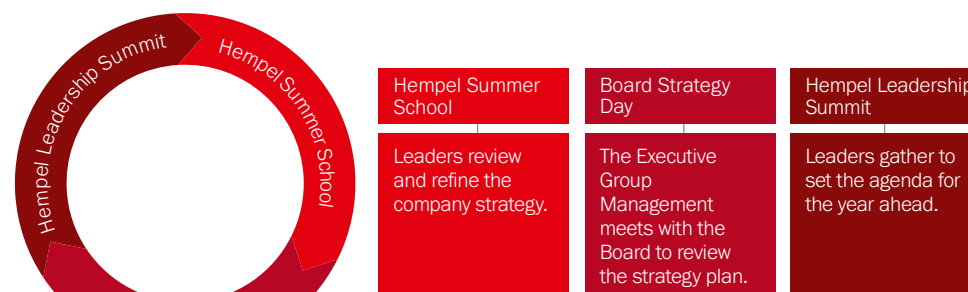 Hempel Leadership Summit
Hempel Summer School
Hempel Summer
School
Leaders review
and refine the
company strategy.
Board Strategy
Day
The Executive
Group
Management
meets with the
Board to review
the strategy plan.
Hempel Leadership
Summit
Leaders gather to
set the agenda for
the year ahead.